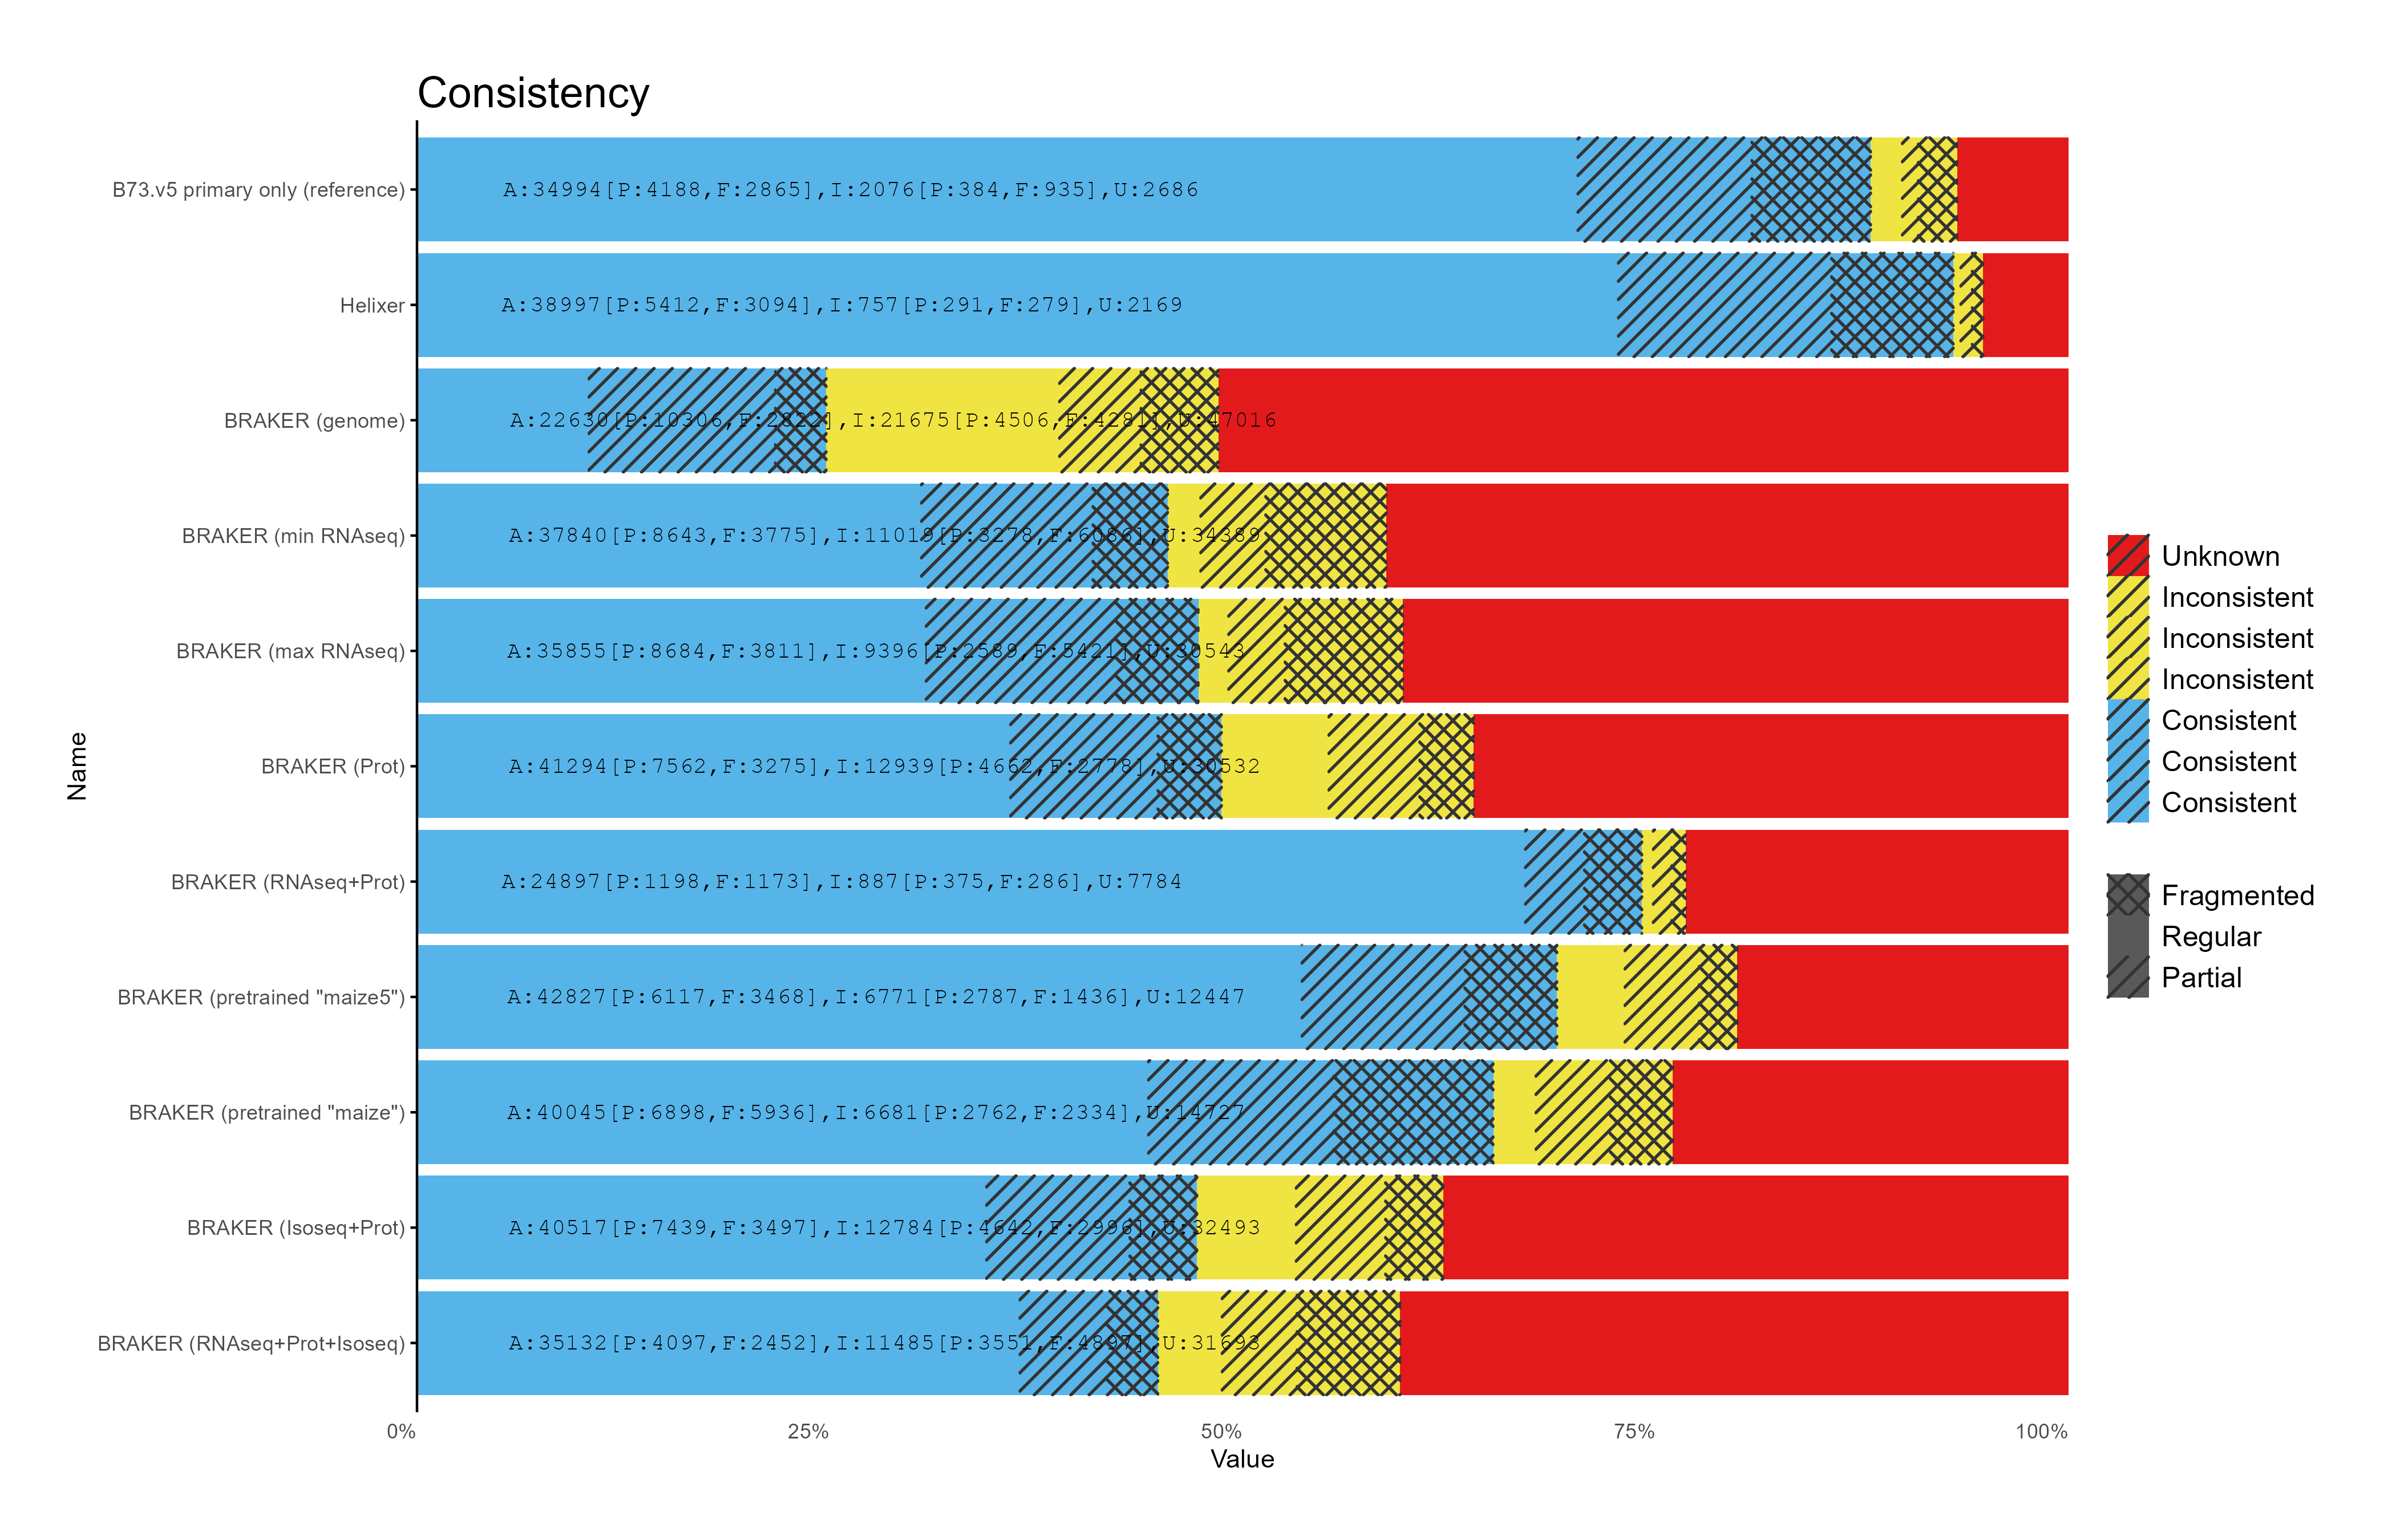 Consistency
B73.v5 primary only (reference)
A:34994[P:4188,F:2865],I:2076[P:384,F:935],U:2686
Helixer
A:38997[P:5412,F:3094],I:757[P:291,F:279],U:2169
BRAKER (genome)
A:22630[P:10306,F:2822],I:21675[P:4506,F:4281],U:47016
BRAKER (min RNAseq)
A:37840[P:8643,F:3775],I:11019[P:3278,F:6086],U:34389
BRAKER (max RNAseq)
A:35855[P:8684,F:3811],I:9396[P:2589,F:5421],U:30543
BRAKER (Prot)
A:41294[P:7562,F:3275],I:12939[P:4662,F:2778],U:30532
BRAKER (RNAseq+Prot)
A:24897[P:1198,F:1173],I:887[P:375,F:286],U:7784
BRAKER (pretrained "maize5")
A:42827[P:6117,F:3468],I:6771[P:2787,F:1436],U:12447
BRAKER (pretrained "maize")
A:40045[P:6898,F:5936],I:6681[P:2762,F:2334],U:14727
BRAKER (Isoseq+Prot)
A:40517[P:7439,F:3497],I:12784[P:4642,F:2996],U:32493
BRAKER (RNAseq+Prot+Isoseq)
A:35132[P:4097,F:2452],I:11485[P:3551,F:4897],U:31693
Name
0%
25%
50%
75%
100%
Value
Unknown
Inconsistent
Inconsistent
Inconsistent
Consistent
Consistent
Consistent
Fragmented
Regular
Partial